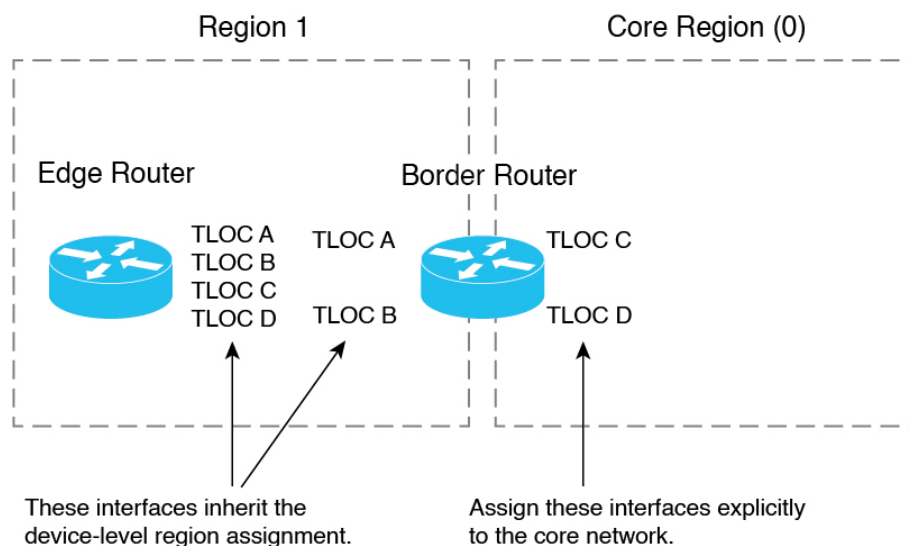 Region 1
Core Region (0)
Edge Router
Border Router
TLOC A
TLOC B
TLOC C
TLOC D
TLOC A
TLOC B
TLOC C
TLOC D
These interfaces inherit the
device-level region assignment.
Assign these interfaces explicitly
to the core network.